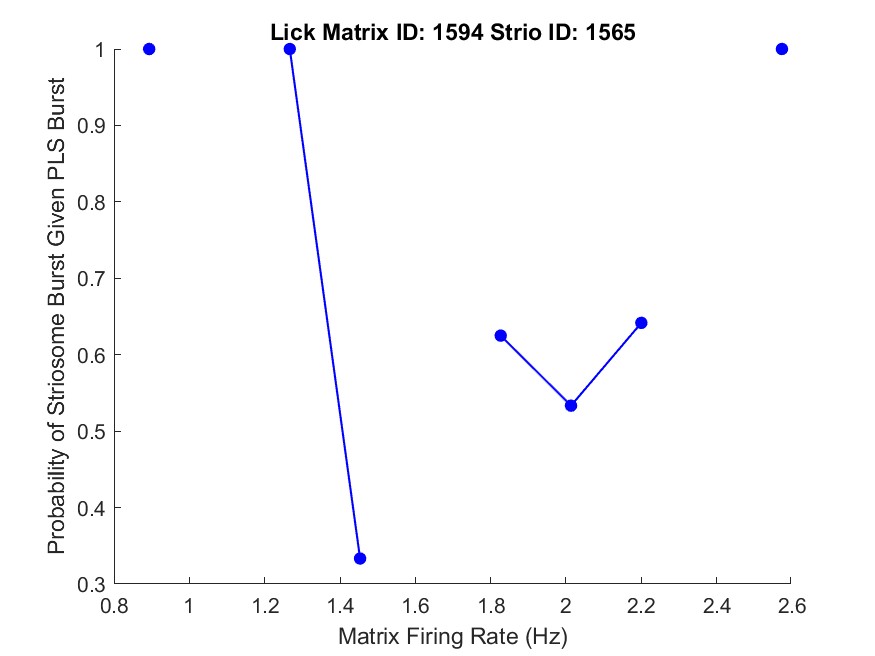 Lick Matrix ID: 1594 Strio ID: 1565
Probability of Striosome Burst Given PLS Burst
1
0.9
0.8
0.7
0.6
0.5
0.4
0.3
0.8 1 1.2 1.4 1.6 1.8 2 2.2 2.4 2.6
Matrix Firing Rate (Hz)